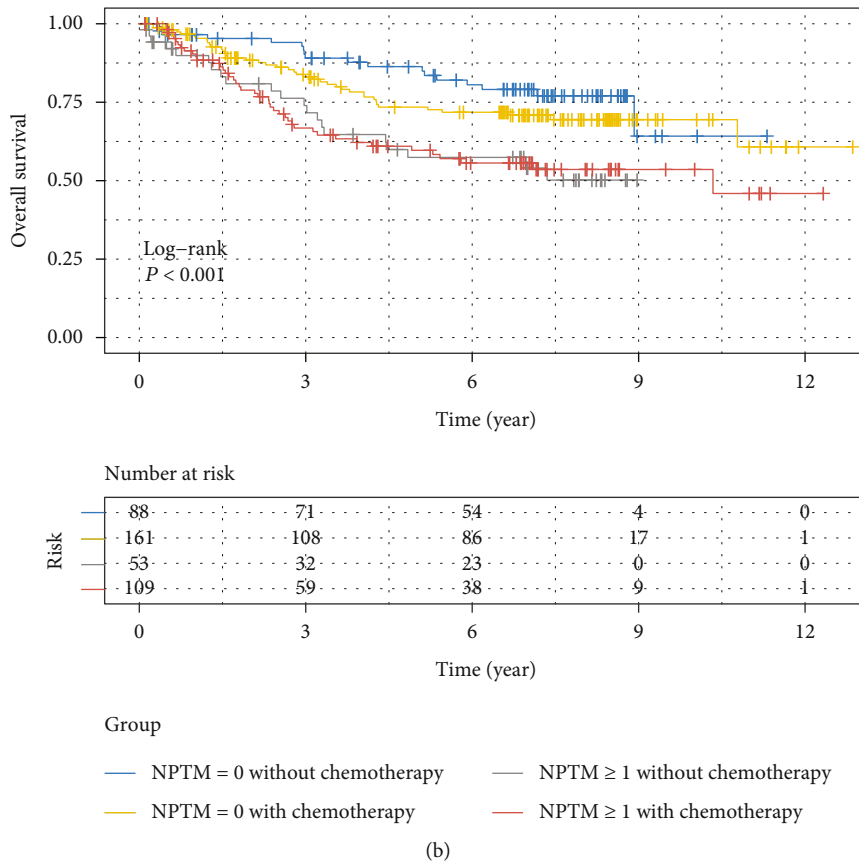 1.00
0.75
0.50
0.25
0.00
Overall survival
Log–rank
P < 0.001
0 3 6 9 12
Time (year)
Number at risk
Risk
88 71 54 4 0
161 108 86 17 1
53 32 23 0 0
109 59 38 9 1
0 3 6 9 12
Time (year)
Group
NPTM = 0 without chemotherapy NPTM ≥ 1 without chemotherapy
NPTM = 0 with chemotherapy NPTM ≥ 1 with chemotherapy
(b)